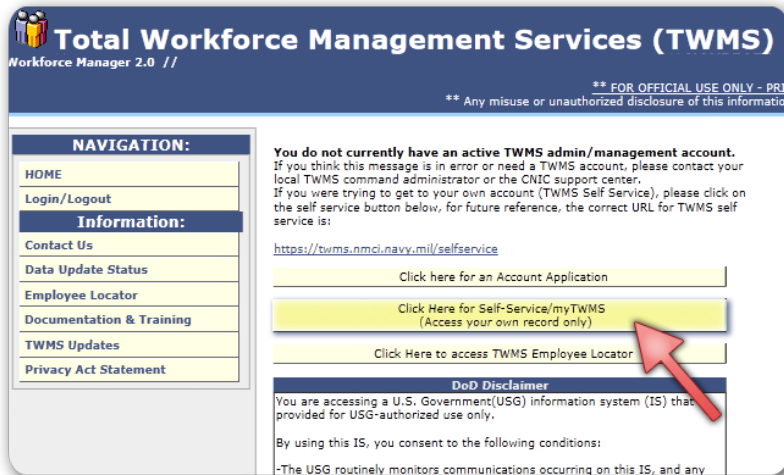 Total Workforce Management Services (TWMS)
Workforce Manager 2.0 //
** FOR OFFICIAL USE ONLY - PRI
** Any misuse or unauthorized disclosure of this informatio
NAVIGATION:
HOME
Login/Logout
Information:
Contact Us
Data Update Status
Employee Locator
Documentation & Training
TWMS Updates
Privacy Act Statement
You do not currently have an active TWMS admin/management account.
If you think this message is in error or need a TWMS account, please contact your
local TWMS command administrator or the CNIC support center.
If you were trying to get to your own account (TWMS Self Service), please click on
the self service button below, for future reference, the correct URL for TWMS self
service is:
https://twms.nmci.navy.mil/selfservice
Click here for an Account Application
Click Here for Self-Service/myTWMS
(Access your own record only)
Click Here to access TWMS Employee Locator
DoD Disclaimer
You are accessing a U.S. Government(USG) information system (IS) that
provided for USG-authorized use only.
By using this IS, you consent to the following conditions:
-The USG routinely monitors communications occurring on this IS, and any